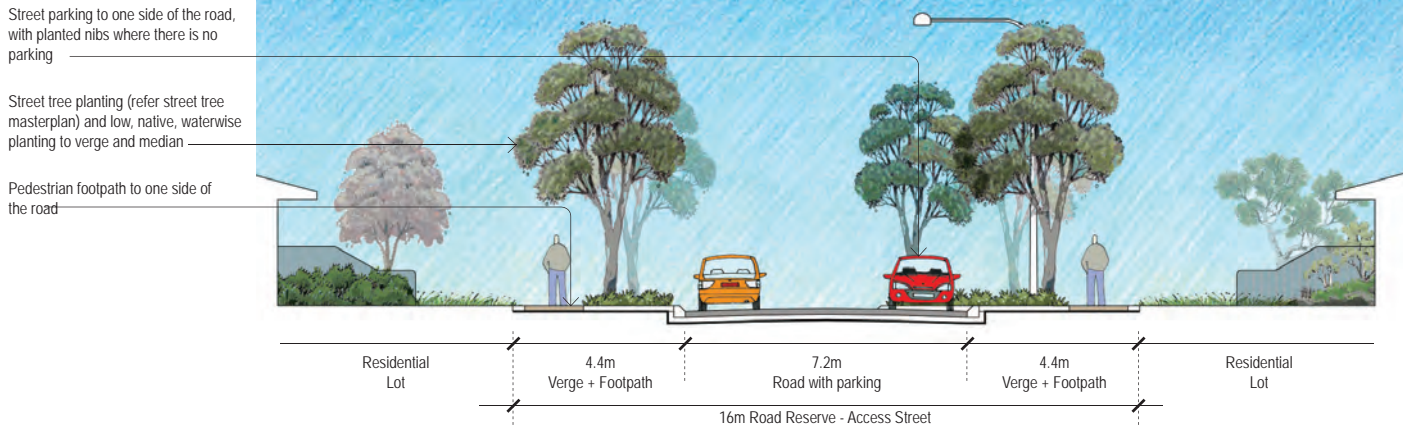 Street parking to one side of the road,
with planted nibs where there is no
parking
Street tree planting (refer street tree
masterplan) and low, native, waterwise
planting to verge and median
Pedestrian footpath to one side of
the road
Residential
Lot
4.4m
Verge + Footpath
7.2m
Road with parking
4.4m
Verge + Footpath
Residential
Lot
16m Road Reserve - Access Street